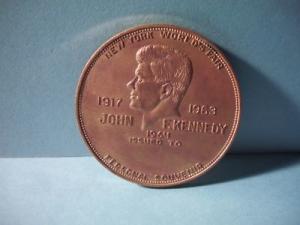 NEW YORK WORLD'S FAIR
1917 1963
JOHN F. KENNEDY
1964
ISSUED TO
PERSONAL SOUVENIR